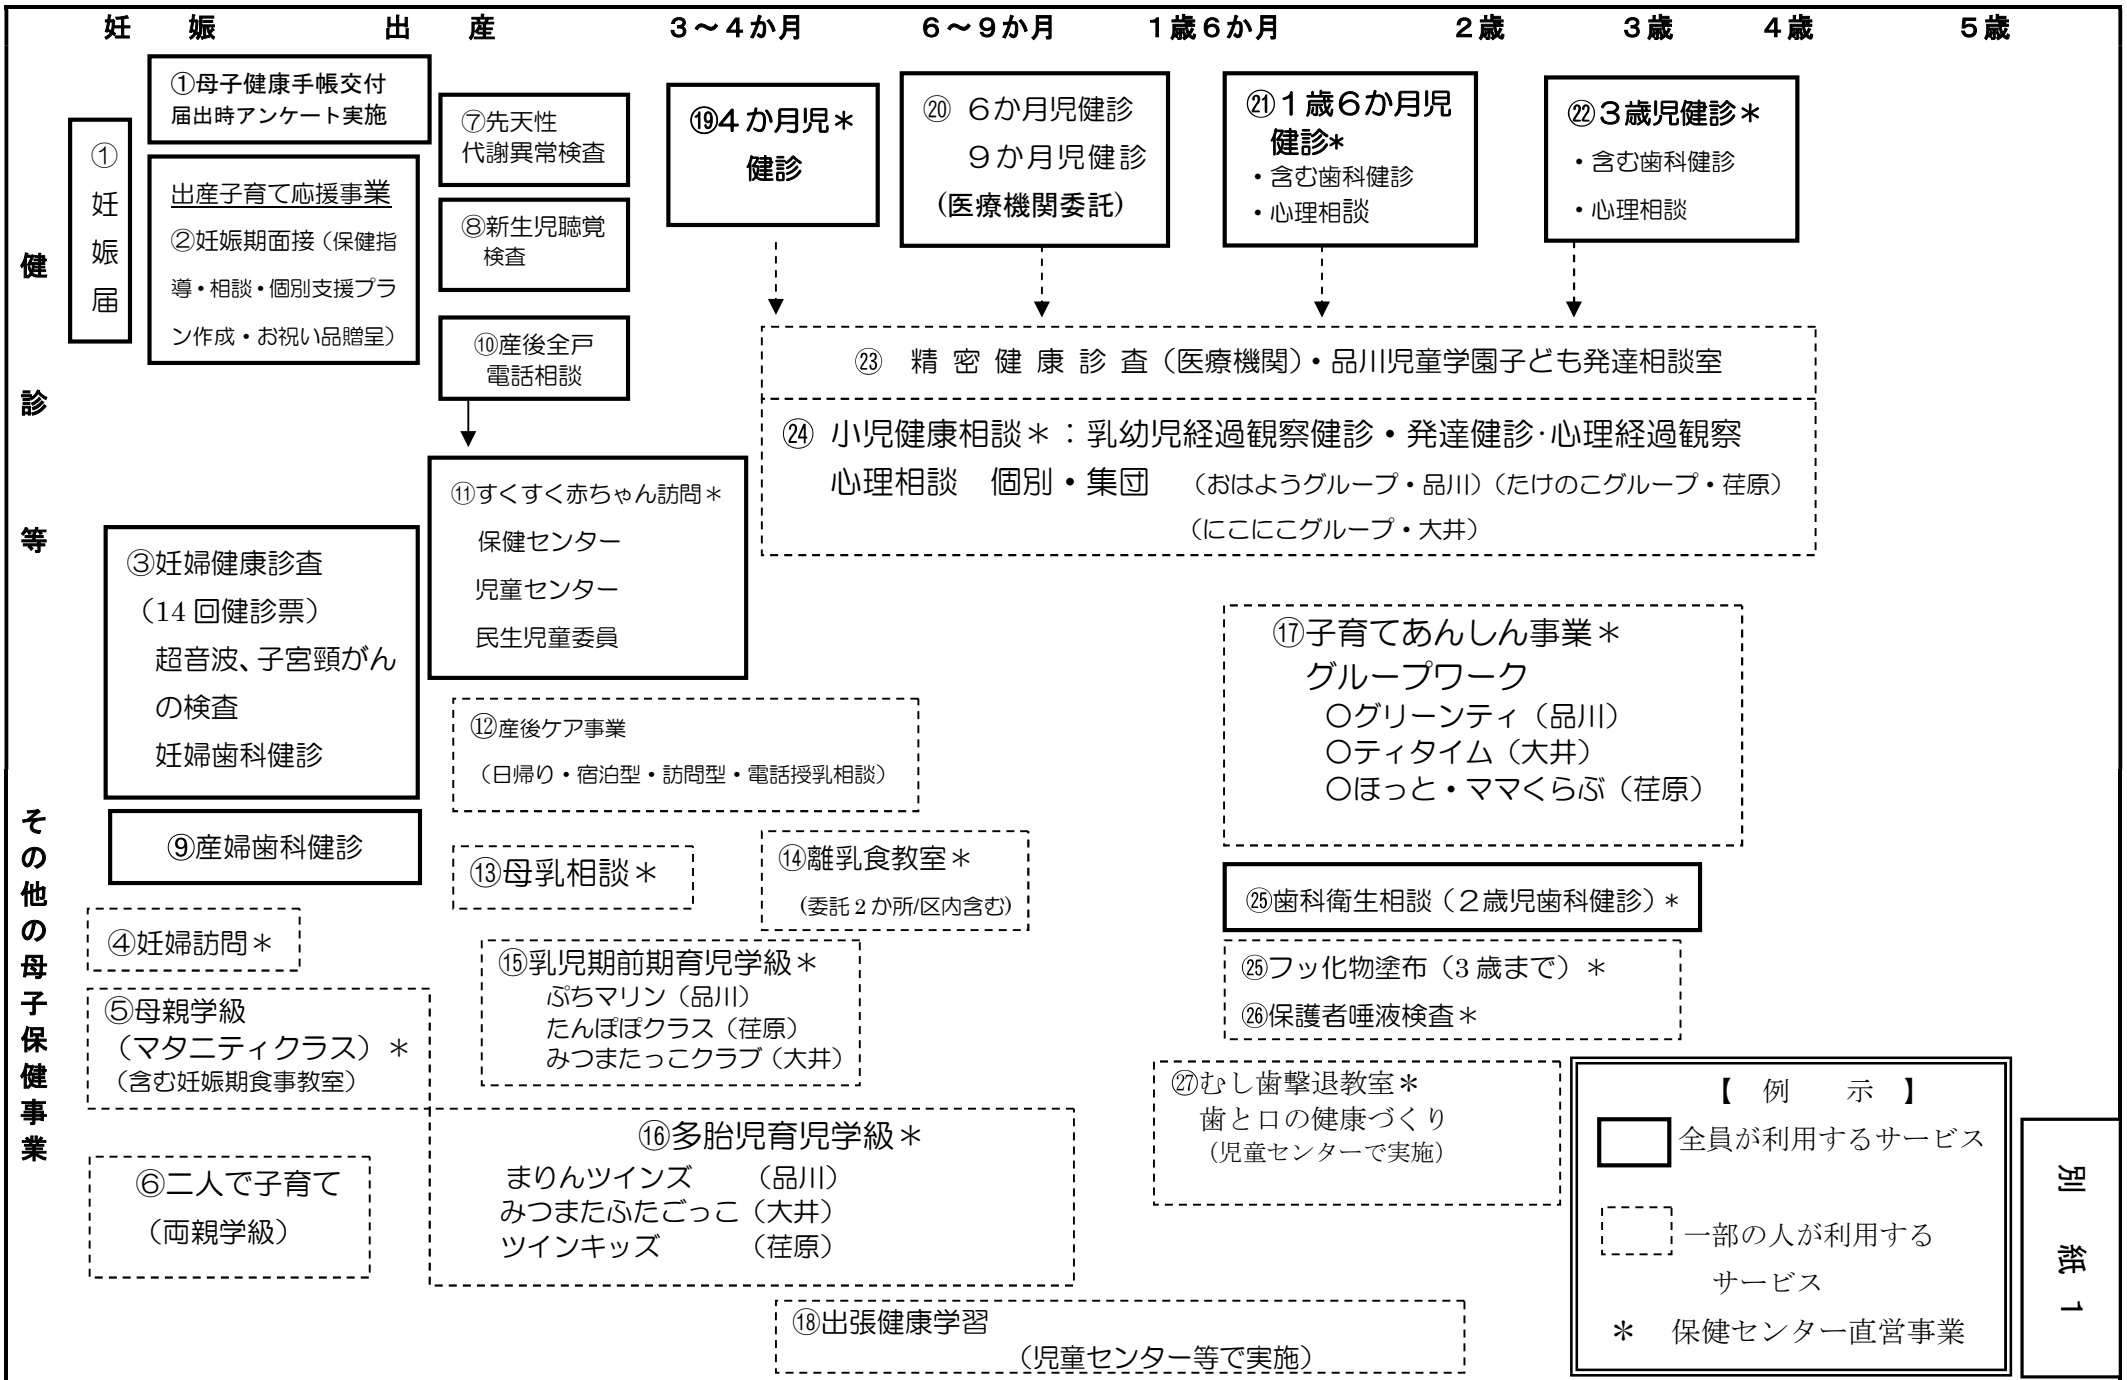 妊　娠　出　産　３～４か月　６～９か月　１歳６か月　２歳　３歳　４歳　５歳
健　診　等
その他の母子保健事業
①妊娠届
①母子健康手帳交付
届出時アンケート実施
出産子育て応援事業
②妊娠期面接（保健指
導・相談・個別支援プラ
ン作成・お祝い品贈呈）
⑦先天性
代謝異常検査
⑧新生児聴覚
検査
⑩産後全戸
電話相談
⑪すくすく赤ちゃん訪問＊
保健センター
児童センター
民生児童委員
⑲４か月児＊
健診
⑳ ６か月児健診
９か月児健診
(医療機関委託)
㉑１歳６か月児
健診*
・含む歯科健診
・心理相談
㉒３歳児健診＊
・含む歯科健診
・心理相談
㉓ 精 密 健 康 診 査（医療機関）・品川児童学園子ども発達相談室
㉔ 小児健康相談＊：乳幼児経過観察健診・発達健診・心理経過観察
心理相談　個別・集団　（おはようグループ・品川）（たけのこグループ・荏原）
（にこにこグループ・大井）
③妊婦健康診査
（14 回健診票）
超音波、子宮頸がん
の検査
妊婦歯科健診
⑨産婦歯科健診
④妊婦訪問＊
⑤母親学級
（マタニティクラス）＊
（含む妊娠期食事教室）
⑥二人で子育て
（両親学級）
⑫産後ケア事業
（日帰り・宿泊型・訪問型・電話授乳相談）
⑬母乳相談＊
⑭離乳食教室＊
(委託 2 か所/区内含む)
⑮乳児期前期育児学級＊
ぷちマリン（品川）
たんぽぽクラス（荏原）
みつまたっこクラブ（大井）
⑯多胎児育児学級＊
まりんツインズ　（品川）
みつまたふたごっこ（大井）
ツインキッズ　（荏原）
⑰子育てあんしん事業＊
グループワーク
○グリーンティ（品川）
○ティタイム（大井）
○ほっと・ママくらぶ（荏原）
㉕歯科衛生相談（２歳児歯科健診）*
㉕フッ化物塗布（3 歳まで）＊
㉖保護者唾液検査＊
㉗むし歯撃退教室＊
歯と口の健康づくり
（児童センターで実施）
⑱出張健康学習
（児童センター等で実施）
【　例　示　】
全員が利用するサービス
一部の人が利用する
サービス
＊　保健センター直営事業
別　紙　１